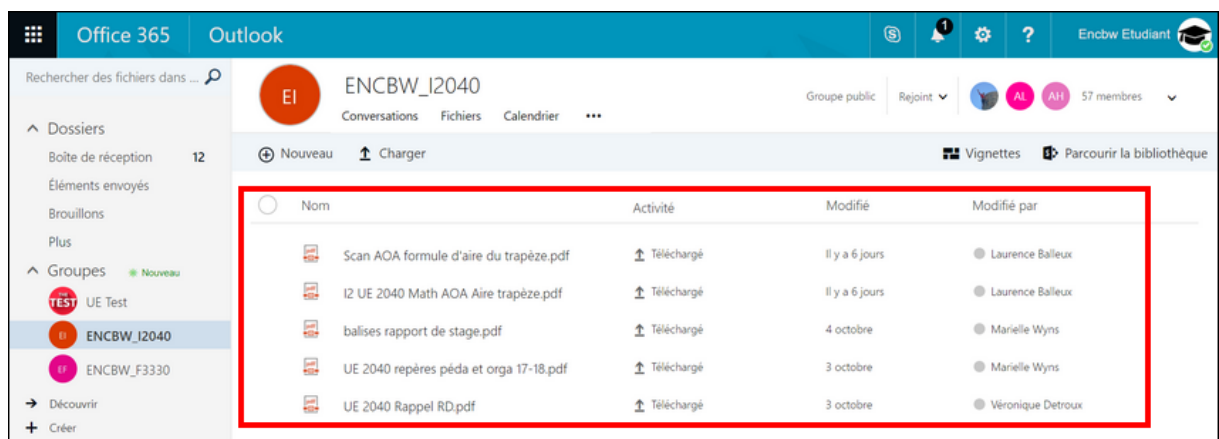 Office 365 Outlook 1 ? Encbw Etudiant
Rechercher des fichiers dans ...
EI ENCBW_I2040
Groupe public Rejoint AL AH 57 membres
Conversations Fichiers Calendrier •••
Dossiers
Boîte de réception 12
Nouveau Charger Vignettes Parcourir la bibliothèque
Éléments envoyés
Brouillons
Nom Activité Modifié Modifié par
Plus
Scan AOA formule d'aire du trapèze.pdf Téléchargé Il y a 6 jours Laurence Balleux
Groupes Nouveau
I2 UE 2040 Math AOA Aire trapèze.pdf Téléchargé Il y a 6 jours Laurence Balleux
TEST UE Test
balises rapport de stage.pdf Téléchargé 4 octobre Marielle Wyns
EI ENCBW_I2040
UE 2040 repères péda et orga 17-18.pdf Téléchargé 3 octobre Marielle Wyns
EF ENCBW_F3330
UE 2040 Rappel RD.pdf Téléchargé 3 octobre Véronique Detroux
Découvrir
Créer